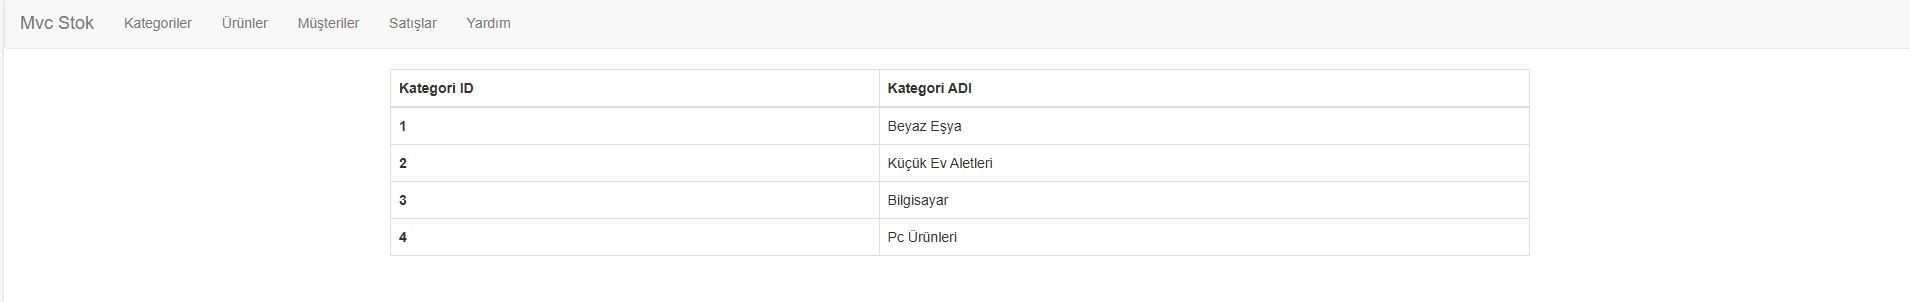 Mvc Stok Kategoriler Ürünler Müşteriler Satışlar Yardım
Kategori ID Kategori ADI
1 Beyaz Eşya
2 Küçük Ev Aletleri
3 Bilgisayar
4 Pc Ürünleri